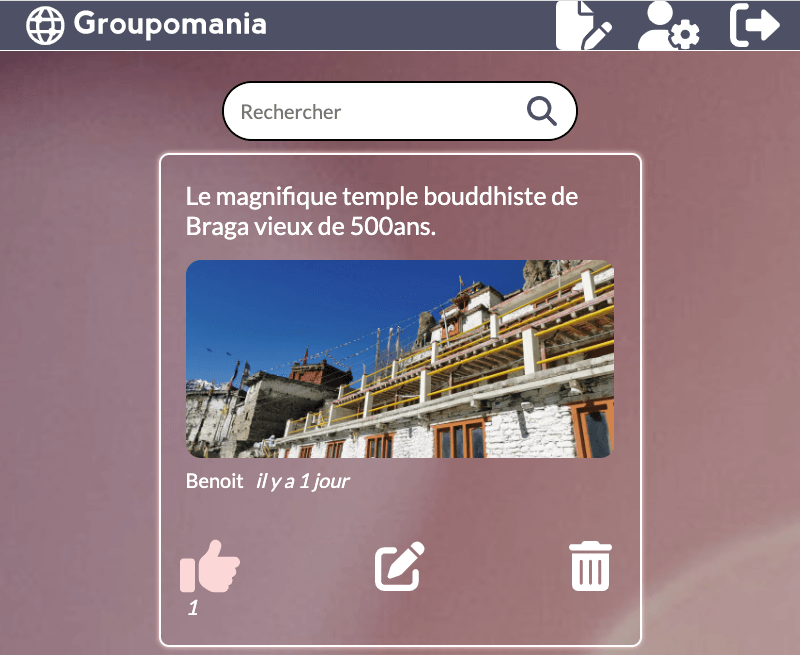 Groupomania
Rechercher
Le magnifique temple bouddhiste de
Braga vieux de 500ans.
Benoit il y a 1 jour
1